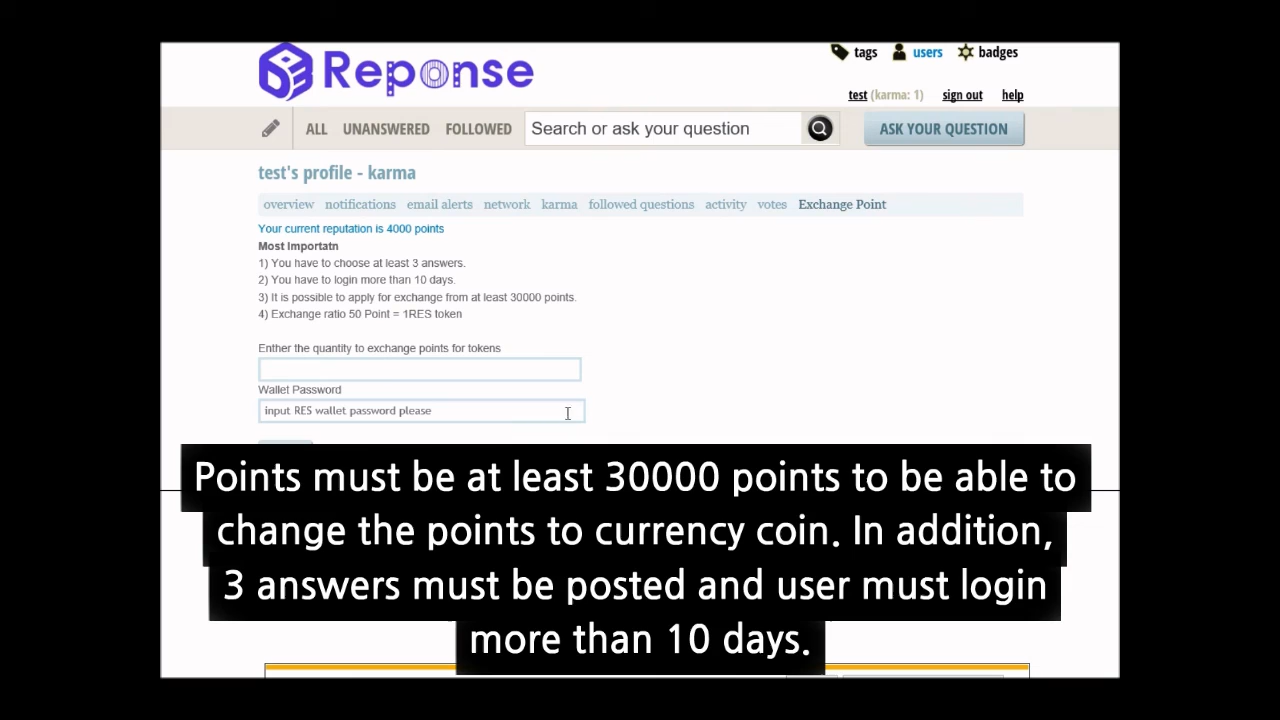 Reponse
tags users badges
test (karma: 1) sign out help
ALL UNANSWERED FOLLOWED Search or ask your question ASK YOUR QUESTION
test's profile - karma
overview notifications email alerts network karma followed questions activity votes Exchange Point
Your current reputation is 4000 points
Most Importatn
1) You have to choose at least 3 answers.
2) You have to login more than 10 days.
3) It is possible to apply for exchange from at least 30000 points.
4) Exchange ratio 50 Point = 1RES token
Enther the quantity to exchange points for tokens
Wallet Password
input RES wallet password please
Points must be at least 30000 points to be able to
change the points to currency coin. In addition,
3 answers must be posted and user must login
more than 10 days.